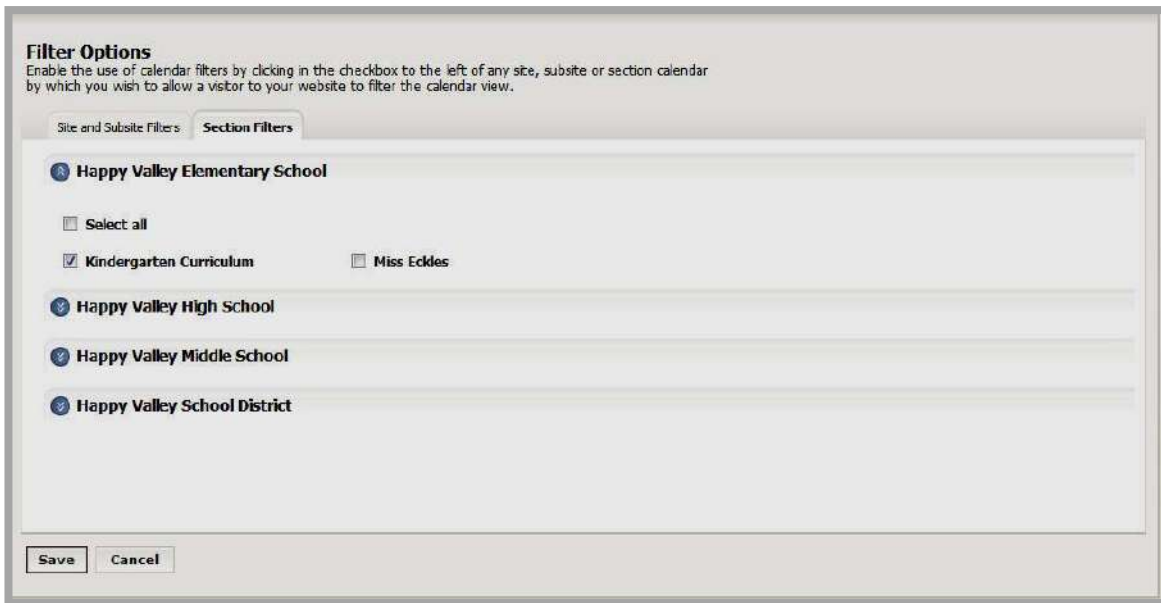 Filter Options
Enable the use of calendar filters by clicking in the checkbox to the left of any site, subsite or section calendar
by which you wish to allow a visitor to your website to filter the calendar view.
Site and Subsite Filters Section Filters
Happy Valley Elementary School
Select all
Kindergarten Curriculum Miss Eckles
Happy Valley High School
Happy Valley Middle School
Happy Valley School District
Save Cancel